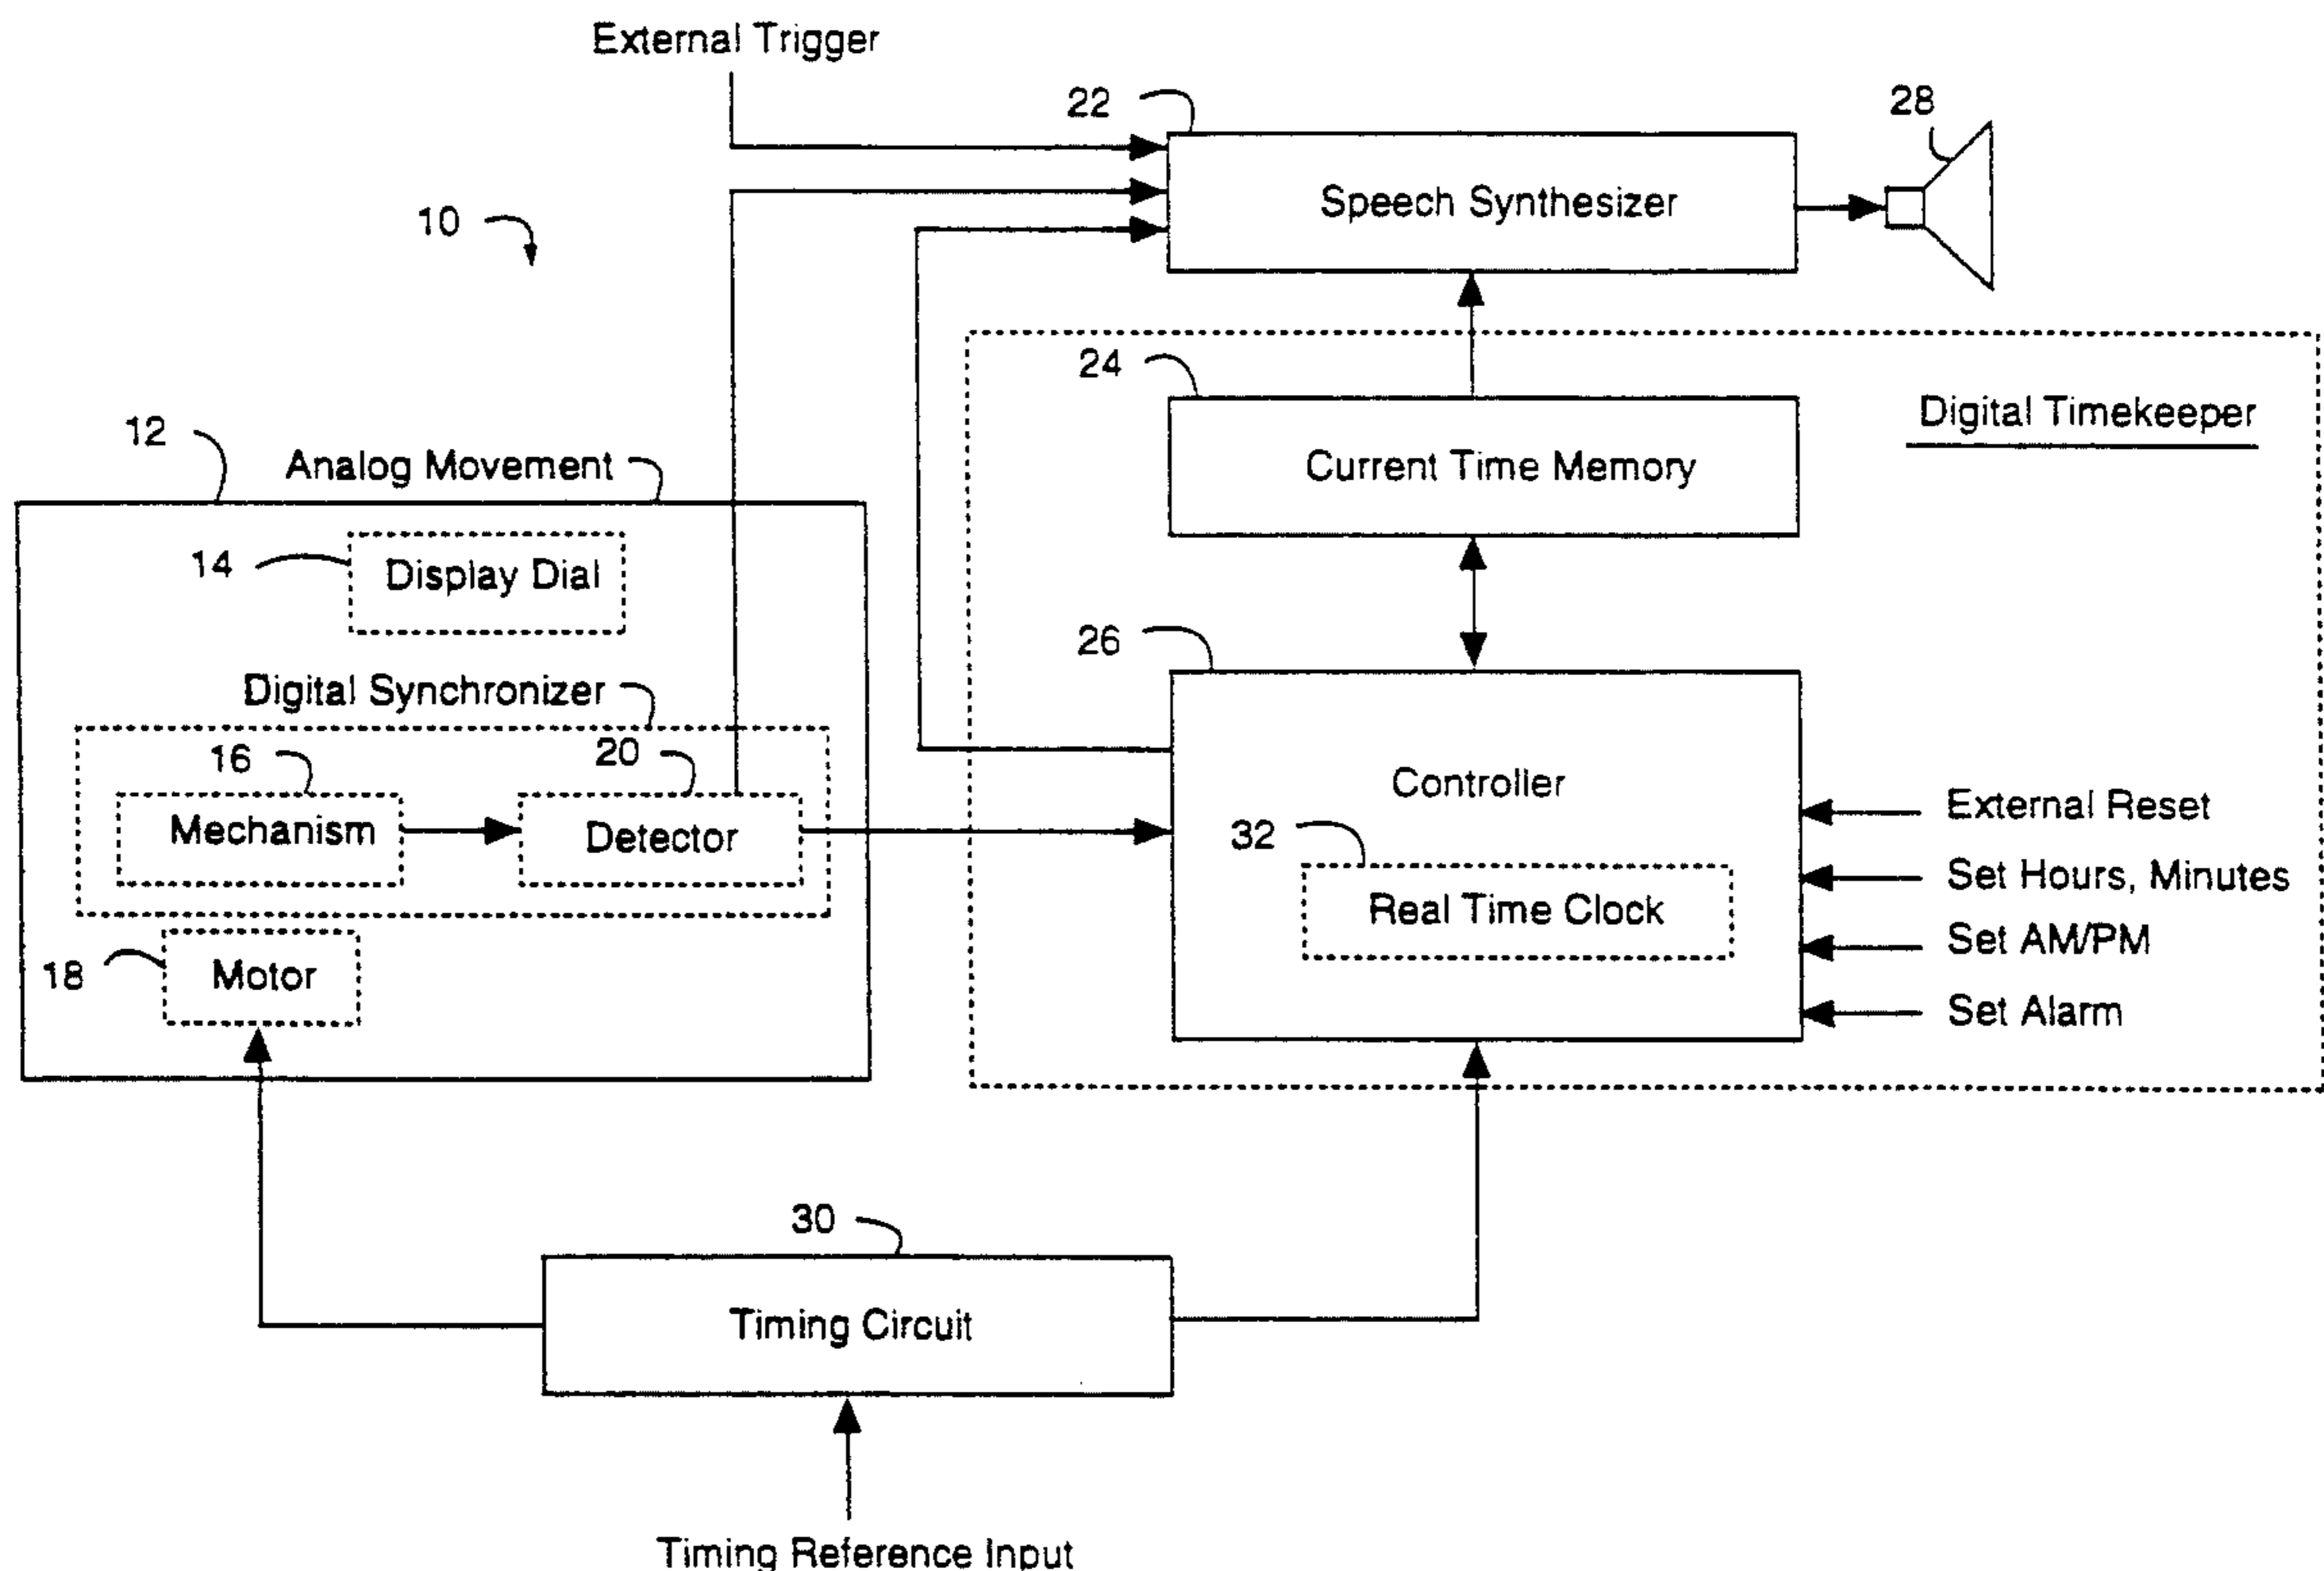 External Trigger
22
28
Speech Synthesizer
10
24
Digital Timekeeper
Current Time Memory
12
Analog Movement
14
Display Dial
26
Digital Synchronizer
16
20
Mechanism
Detector
Controller
External Reset
32
Set Hours, Minutes
Real Time Clock
Set AM/PM
18
Motor
Set Alarm
30
Timing Circuit
Timing Reference Input